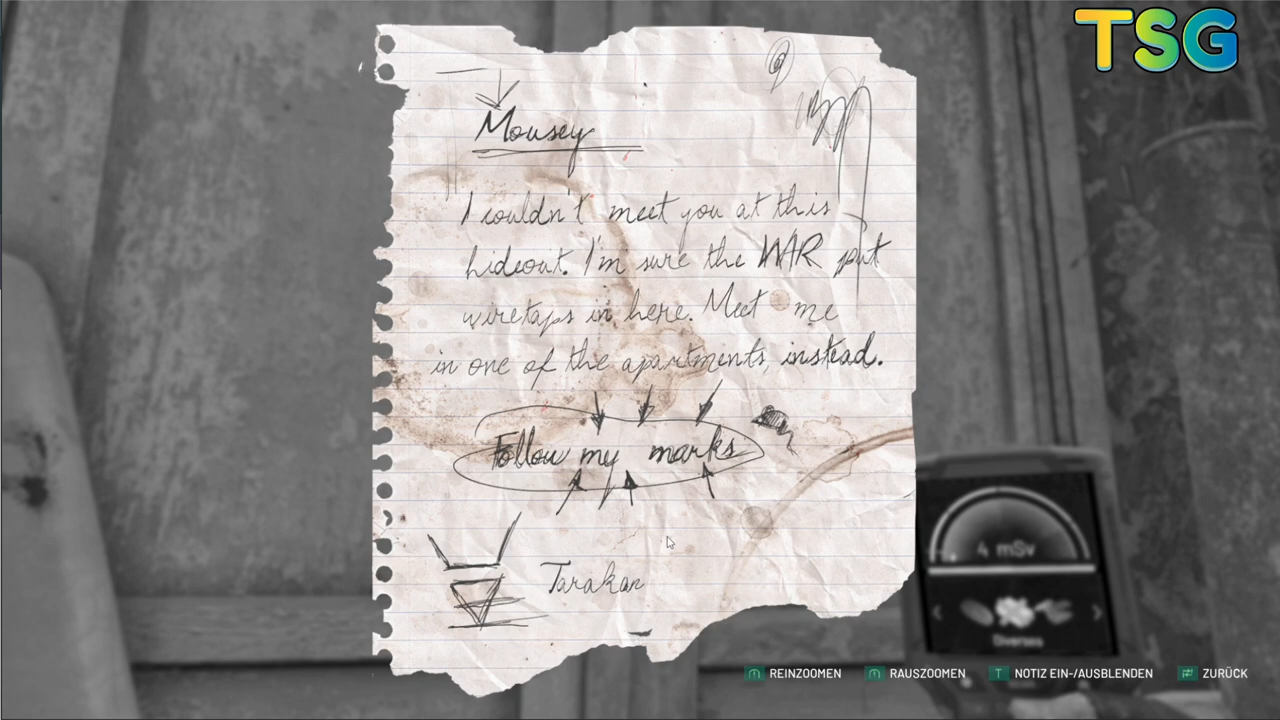 TSG
Mousey
I couldn't meet you at this
hideout. I'm sure the WAR put
wiretaps in here. Meet me
in one of the apartments, instead.
Follow my marks
Tarakan
4 mSv
Diverses
REINZOOMEN
RAUSZOOMEN
T NOTIZ EIN-/AUSBLENDEN
ZURÜCK